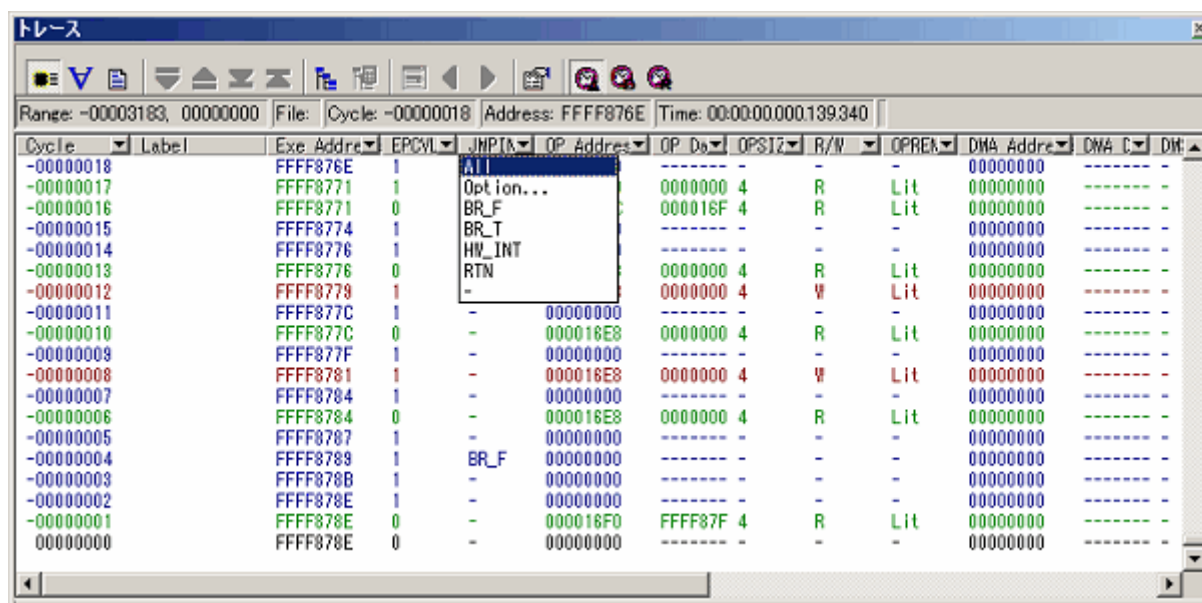 トレース
Range: -00003183, 00000000 File: Cycle: -00000018 Address: FFFF876E Time: 00:00:00.000.139.340
Cycle Label Exe Addre EPCVL JMPIN OP Addres OP Da OPSIZ R/W OPREN DMA Addre DMA C DM
-00000018 FFFF876E 1 All 0 ------- - - - 00000000 ------- -
-00000017 FFFF8771 1 Option... 0000000 4 R Lit 00000000 ------- -
-00000016 FFFF8771 0 BR_F 000016F 4 R Lit 00000000 ------- -
-00000015 FFFF8774 1 BR_T ------- - - - 00000000 ------- -
-00000014 FFFF8776 1 HW_INT ------- - - - 00000000 ------- -
-00000013 FFFF8776 0 RTN 0000000 4 R Lit 00000000 ------- -
-00000012 FFFF8779 1 - 0000000 4 W Lit 00000000 ------- -
-00000011 FFFF877C 1 - 00000000 ------- - - - 00000000 ------- -
-00000010 FFFF877C 0 - 000016E8 0000000 4 R Lit 00000000 ------- -
-00000009 FFFF877F 1 - 00000000 ------- - - - 00000000 ------- -
-00000008 FFFF8781 1 - 000016E8 0000000 4 W Lit 00000000 ------- -
-00000007 FFFF8784 1 - 00000000 ------- - - - 00000000 ------- -
-00000006 FFFF8784 0 - 000016E8 0000000 4 R Lit 00000000 ------- -
-00000005 FFFF8787 1 - 00000000 ------- - - - 00000000 ------- -
-00000004 FFFF8789 1 BR_F 00000000 ------- - - - 00000000 ------- -
-00000003 FFFF878B 1 - 00000000 ------- - - - 00000000 ------- -
-00000002 FFFF878E 1 - 00000000 ------- - - - 00000000 ------- -
-00000001 FFFF878E 0 - 000016F0 FFFF87F 4 R Lit 00000000 ------- -
00000000 FFFF878E 0 - 00000000 ------- - - - 00000000 ------- -